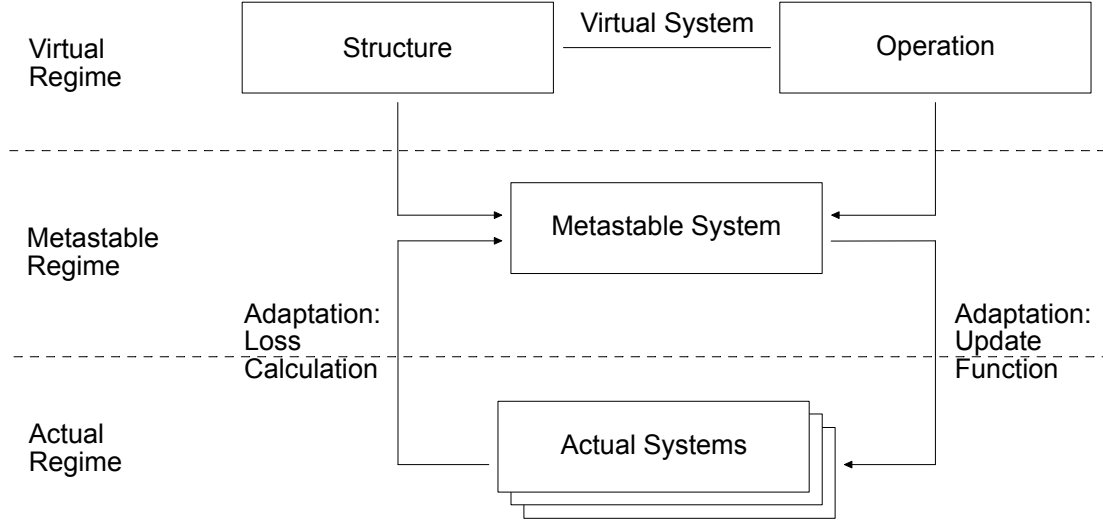 Virtual System
Virtual
Regime
Structure
Operation
Metastable
Regime
Metastable System
Adaptation:
Loss
Calculation
Adaptation:
Update
Function
Actual
Regime
Actual Systems